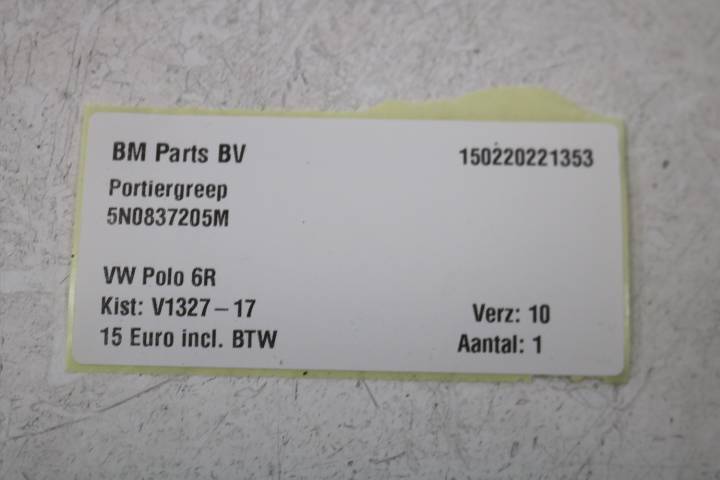 BM Parts BV
150220221353
Portiergreep
5N0837205M
VW Polo 6R
Kist: V1327-17
Verz: 10
15 Euro incl. BTW
Aantal: 1